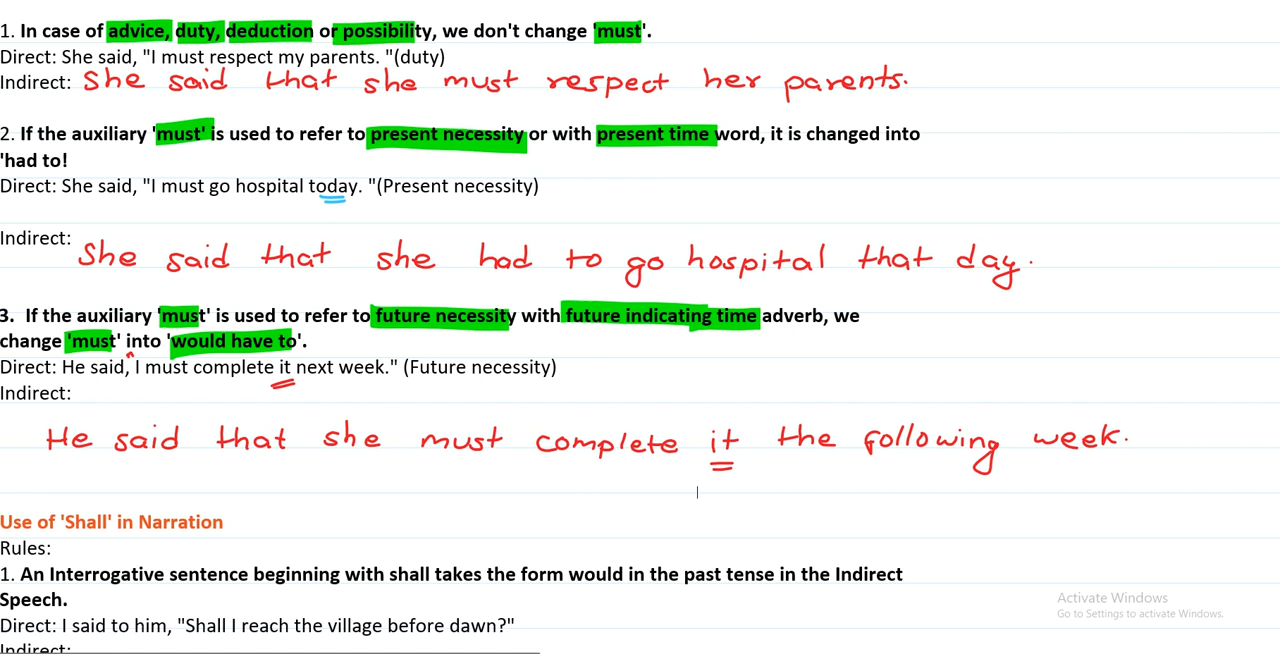 1. In case of advice, duty, deduction or possibility, we don't change 'must'.
Direct: She said, "I must respect my parents. "(duty)
Indirect: She said that she must respect her parents.
2. If the auxiliary 'must' is used to refer to present necessity or with present time word, it is changed into
'had to!
Direct: She said, "I must go hospital today. "(Present necessity)
Indirect: She said that she had to go hospital that day.
3. If the auxiliary 'must' is used to refer to future necessity with future indicating time adverb, we
change 'must' into 'would have to'.
Direct: He said, "I must complete it next week." (Future necessity)
Indirect:
He said that she must complete it the following week.
Use of 'Shall' in Narration
Rules:
1. An Interrogative sentence beginning with shall takes the form would in the past tense in the Indirect
Speech.
Direct: I said to him, "Shall I reach the village before dawn?"
Indirect:
Activate Windows
Go to Settings to activate Windows.